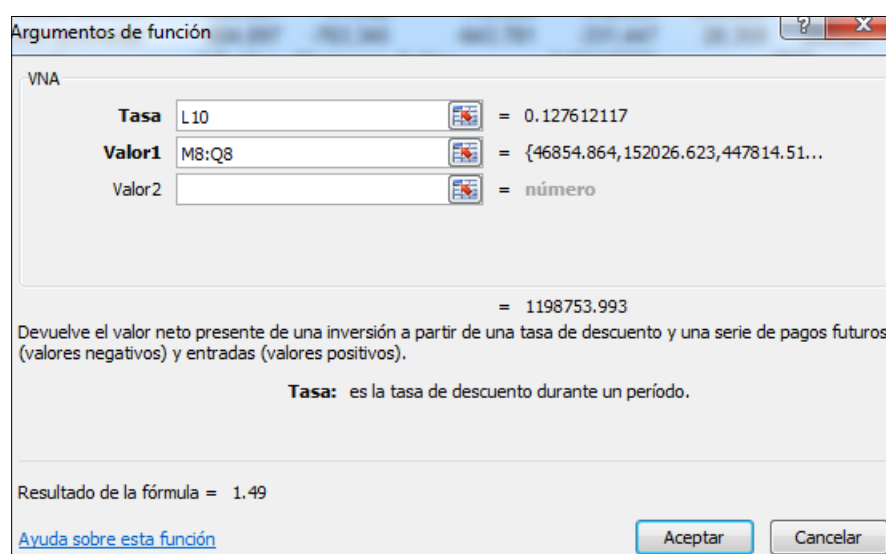 Argumentos de función
VNA
Tasa L10 = 0.127612117
Valor1 M8:Q8 = {46854.864,152026.623,447814.51...
Valor2 = número
= 1198753.993
Devuelve el valor neto presente de una inversión a partir de una tasa de descuento y una serie de pagos futuros
(valores negativos) y entradas (valores positivos).
Tasa: es la tasa de descuento durante un período.
Resultado de la fórmula = 1.49
Ayuda sobre esta función Aceptar Cancelar